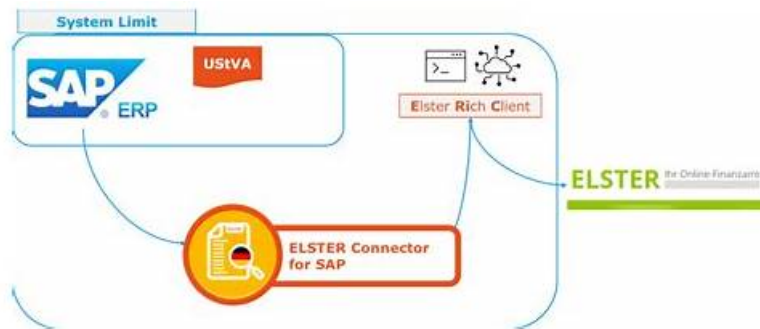 System Limit
SAP
® ERP
UStVA
>_
Elster Rich Client
ELSTER Ihr Online-Finanzamt
ELSTER Connector
for SAP